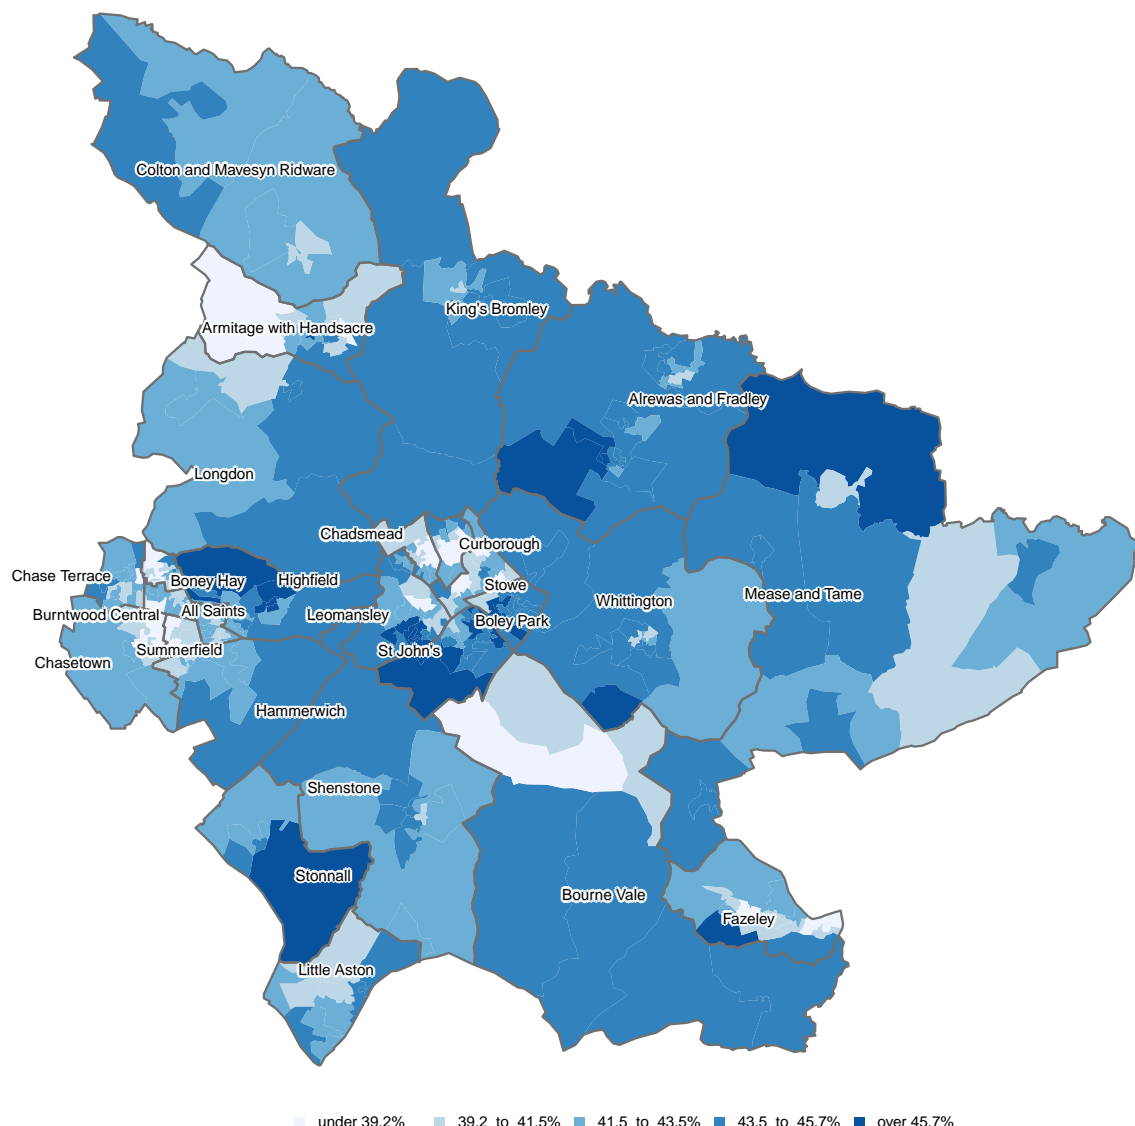 Colton and Mavesyn Ridware
King's Bromley
Armitage with Handsacre
Alrewas and Fradley
Longdon
Chadsmead
Curborough
Chase Terrace
Boney Hay
Highfield
Stowe
Burntwood Central
All Saints
Leomansley
Boley Park
Whittington
Mease and Tame
Chasetown
Summerfield
St John's
Hammerwich
Shenstone
Stonnall
Bourne Vale
Fazeley
Little Aston
under 39.2% 39.2 to 41.5% 41.5 to 43.5% 43.5 to 45.7% over 45.7%